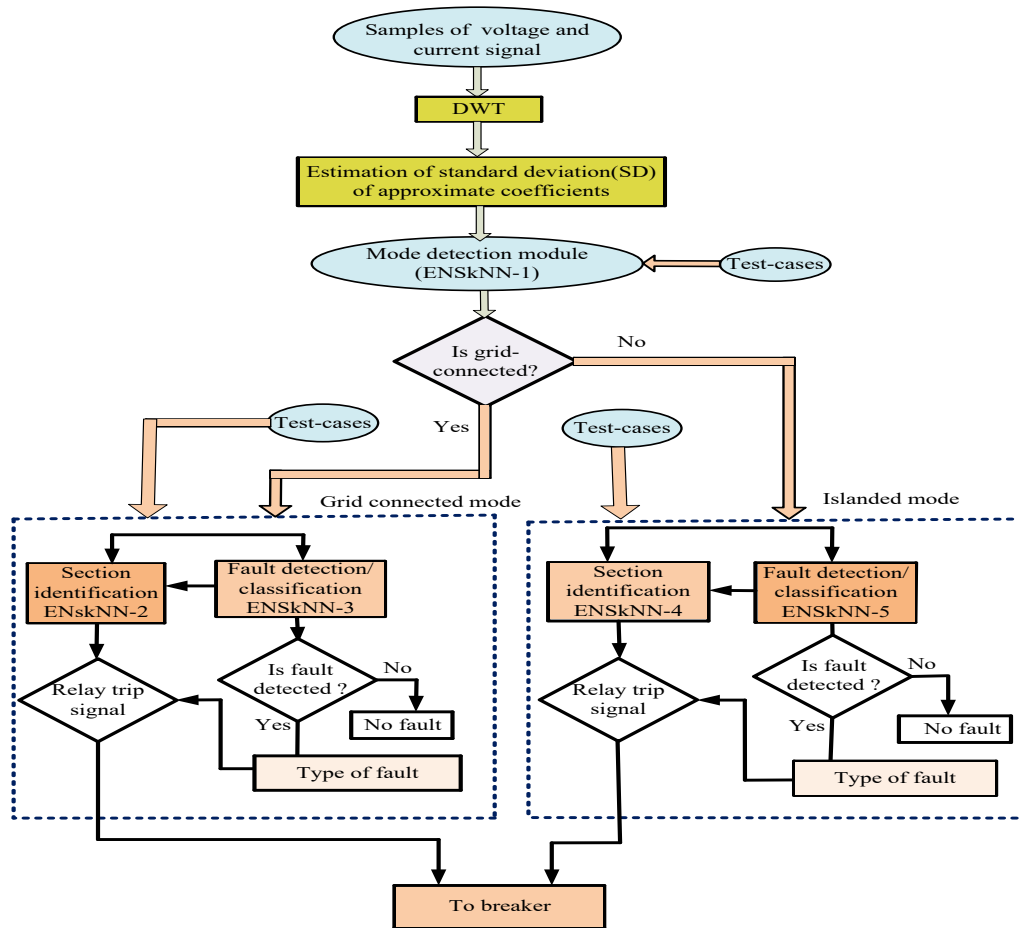 Samples of voltage and
current signal
DWT
Estimation of standard deviation(SD)
of approximate coefficients
Mode detection module
(ENSkNN-1)
Test-cases
Is grid-
connected?
No
Yes
Test-cases
Test-cases
Grid connected mode
Islanded mode
Section
identification
ENskNN-2
Fault detection/
classification
ENSkNN-3
Relay trip
signal
Is fault
detected ?
No
Yes
No fault
Type of fault
Section
identification
ENSkNN-4
Fault detection/
classification
ENSkNN-5
Relay trip
signal
Is fault
detected ?
No
Yes
No fault
Type of fault
To breaker